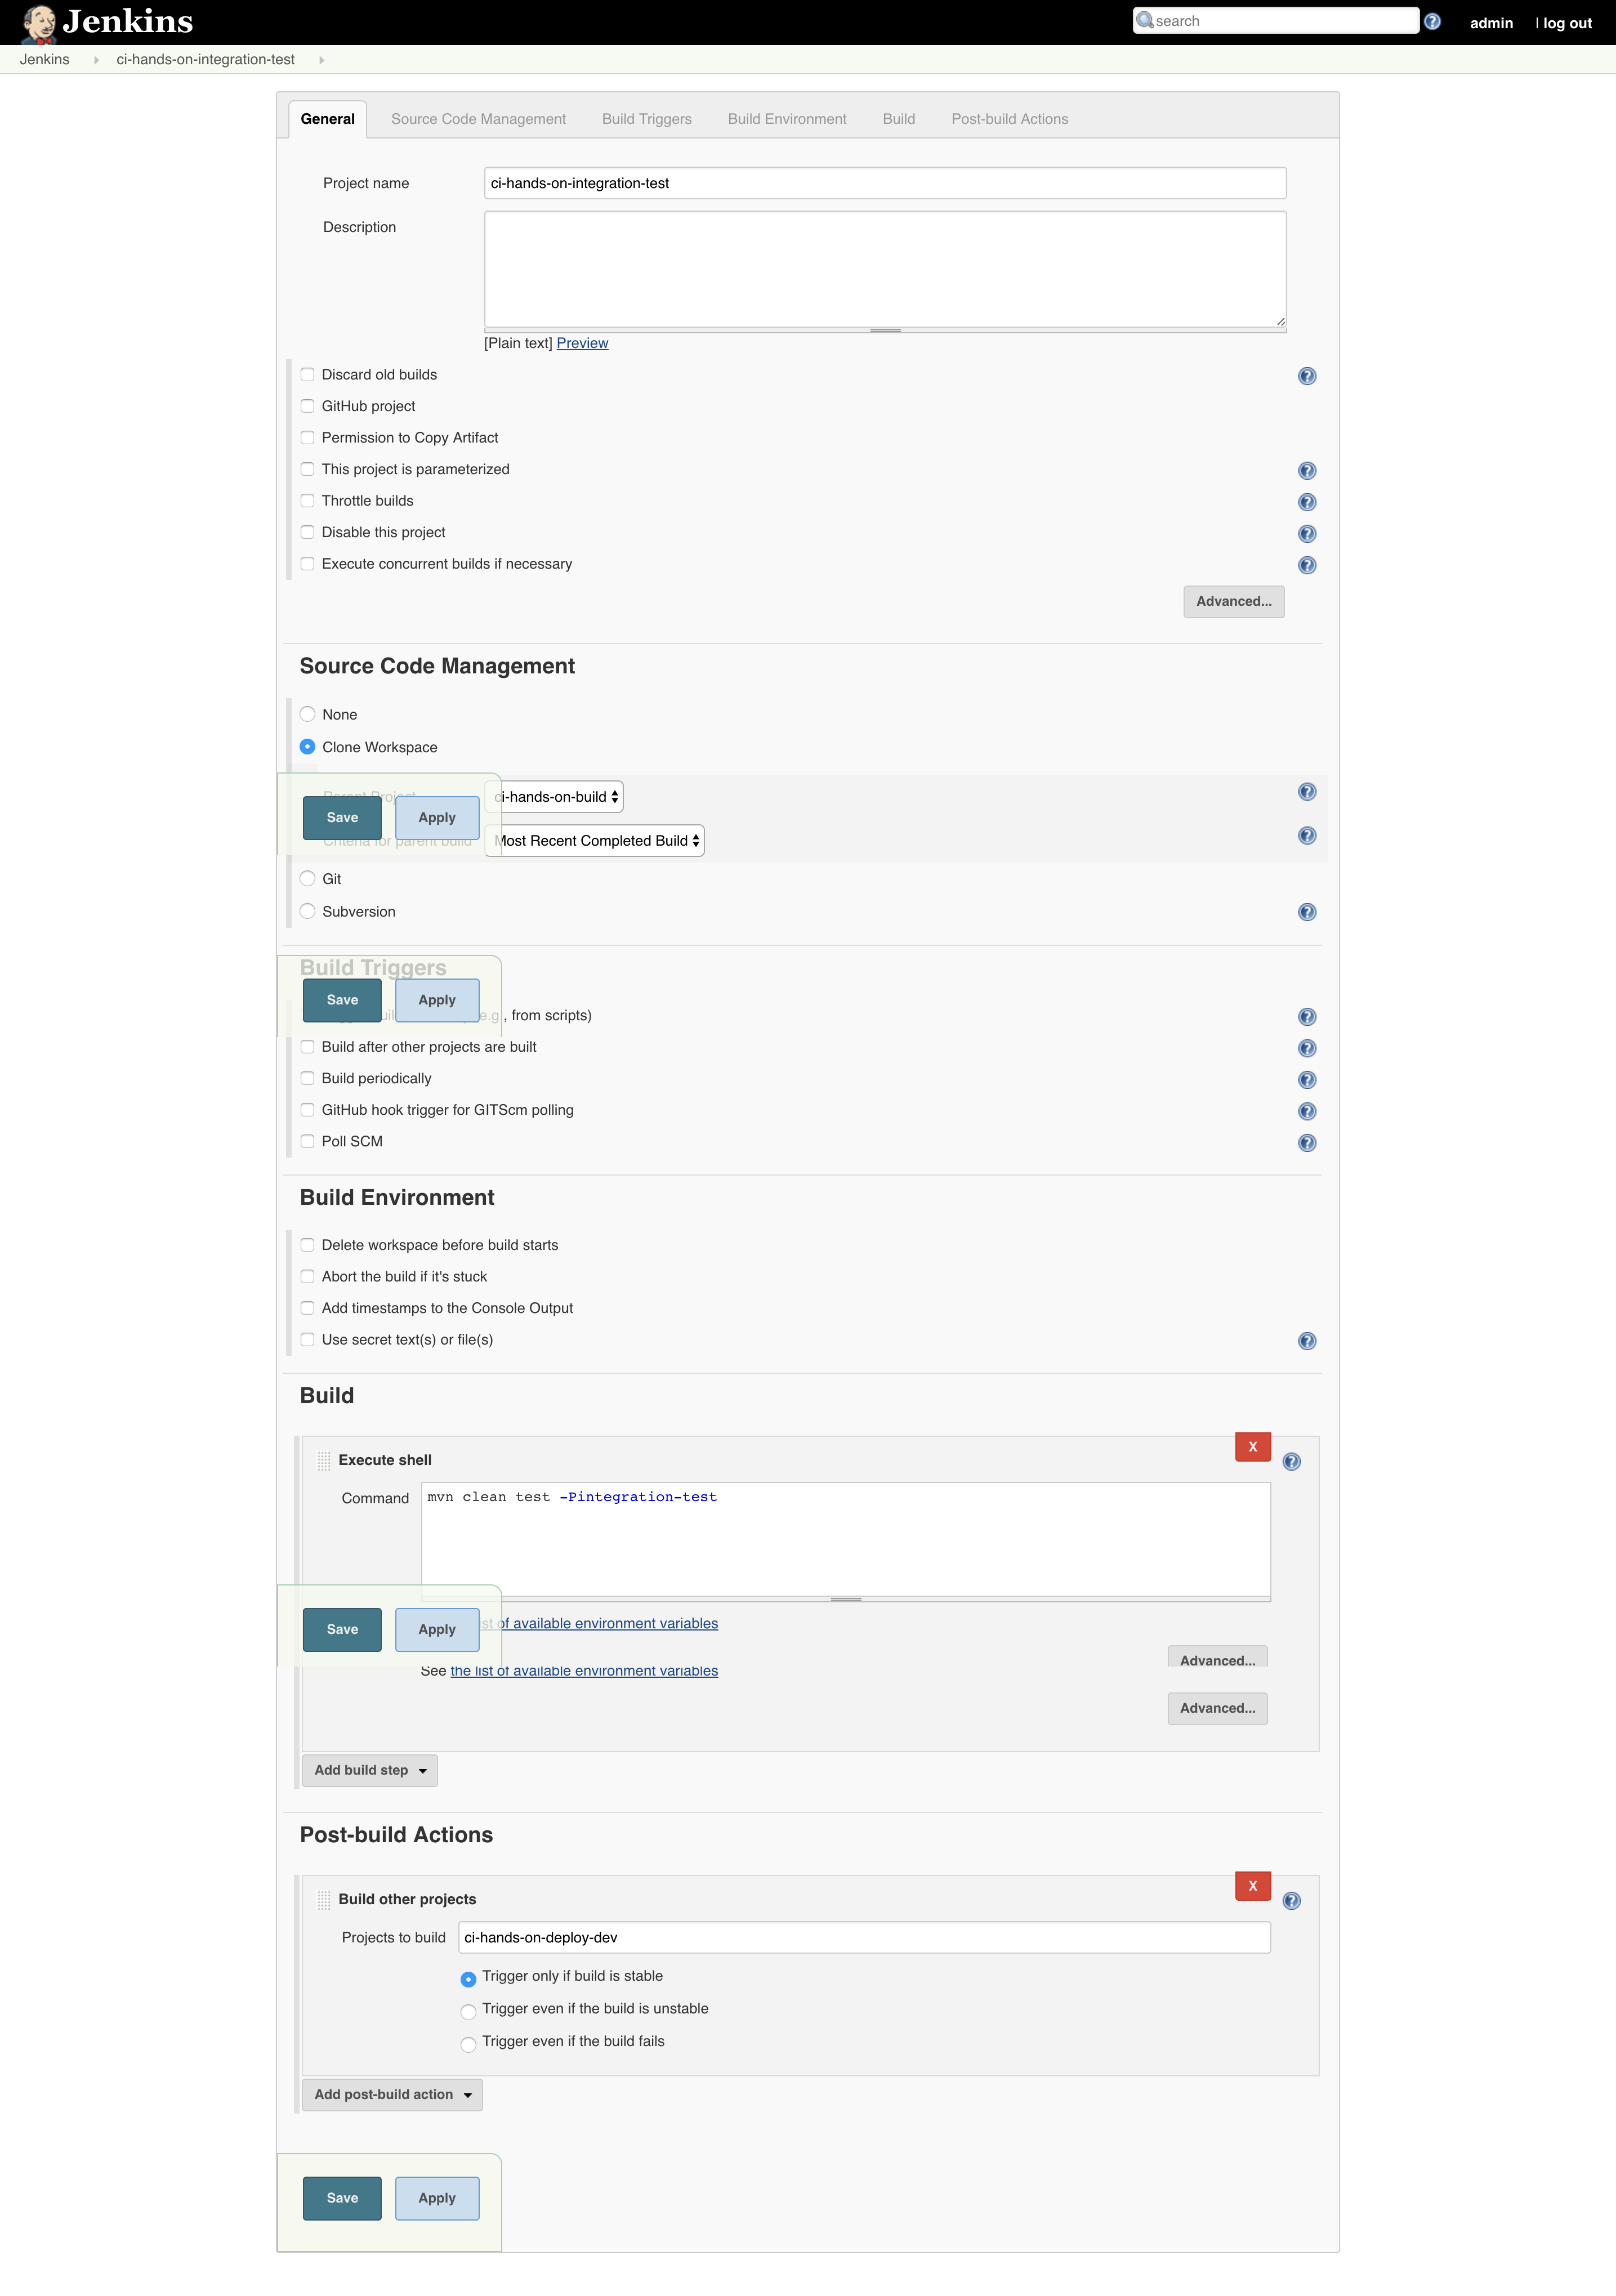 Jenkins
search
admin
| log out
Jenkins
ci-hands-on-integration-test
General Source Code Management Build Triggers Build Environment Build Post-build Actions
Project name ci-hands-on-integration-test
Description
[Plain text] Preview
Discard old builds
GitHub project
Permission to Copy Artifact
This project is parameterized
Throttle builds
Disable this project
Execute concurrent builds if necessary
Advanced...
Source Code Management
None
Clone Workspace
Parent Project ci-hands-on-build
Save Apply
Criteria for parent build Most Recent Completed Build
Git
Subversion
Build Triggers
Save Apply
e.g., from scripts)
Build after other projects are built
Build periodically
GitHub hook trigger for GITScm polling
Poll SCM
Build Environment
Delete workspace before build starts
Abort the build if it's stuck
Add timestamps to the Console Output
Use secret text(s) or file(s)
Build
X
Execute shell
Command mvn clean test -Pintegration-test
Save Apply
list of available environment variables
Advanced...
See the list of available environment variables
Advanced...
Add build step
Post-build Actions
X
Build other projects
Projects to build ci-hands-on-deploy-dev
Trigger only if build is stable
Trigger even if the build is unstable
Trigger even if the build fails
Add post-build action
Save Apply